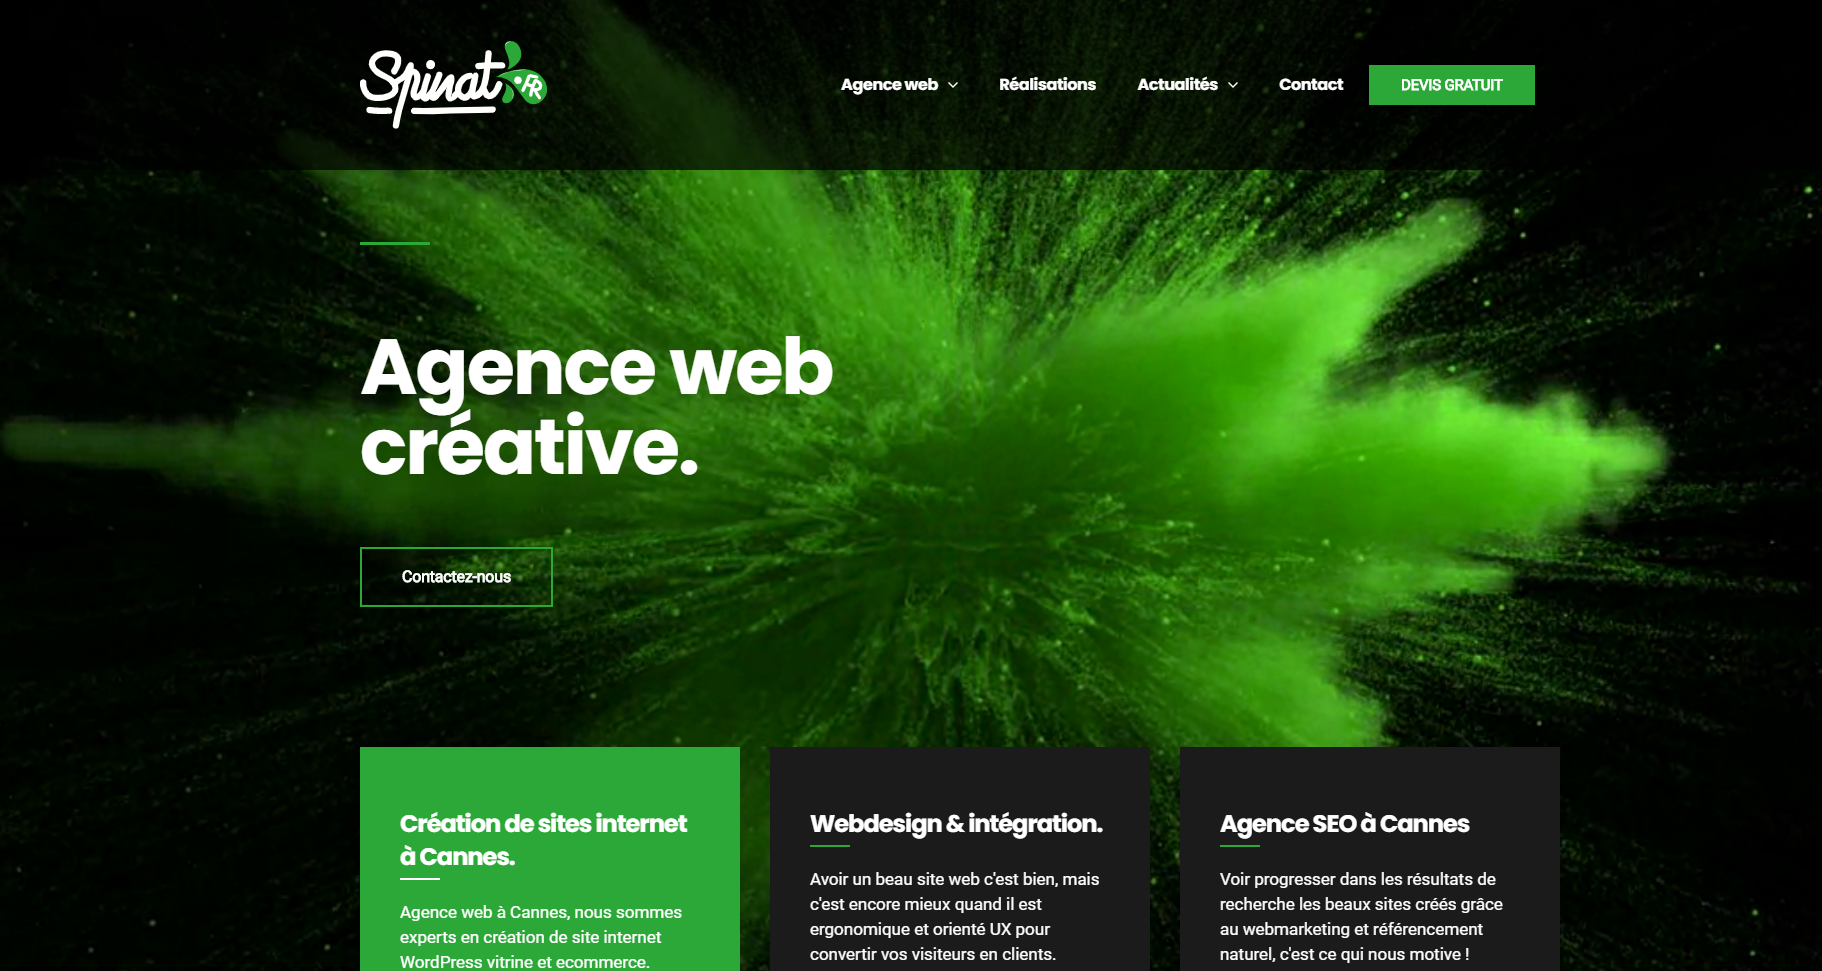 Spinat.FR
Agence web
Réalisations
Actualités
Contact
DEVIS GRATUIT
Agence web
créative.
Contactez-nous
Création de sites internet
à Cannes.
Agence web à Cannes, nous sommes
experts en création de site internet
WordPress vitrine et ecommerce.
Webdesign & intégration.
Avoir un beau site web c'est bien, mais
c'est encore mieux quand il est
ergonomique et orienté UX pour
convertir vos visiteurs en clients.
Agence SEO à Cannes
Voir progresser dans les résultats de
recherche les beaux sites créés grâce
au webmarketing et référencement
naturel, c'est ce qui nous motive !